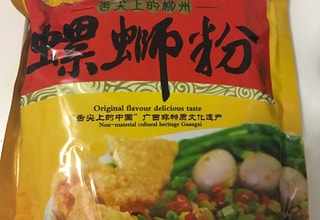 舌尖上的柳州
螺蛳粉
Original flavour delicious taste
"舌尖上的中国"广西非物质文化遗产
Non-material cultural heritage Guangxi